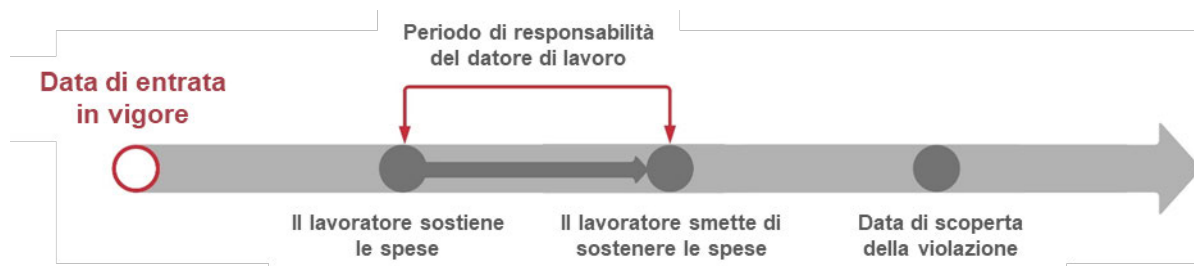 Periodo di responsabilità
del datore di lavoro
Data di entrata
in vigore
Il lavoratore sostiene
le spese
Il lavoratore smette di
sostenere le spese
Data di scoperta
della violazione